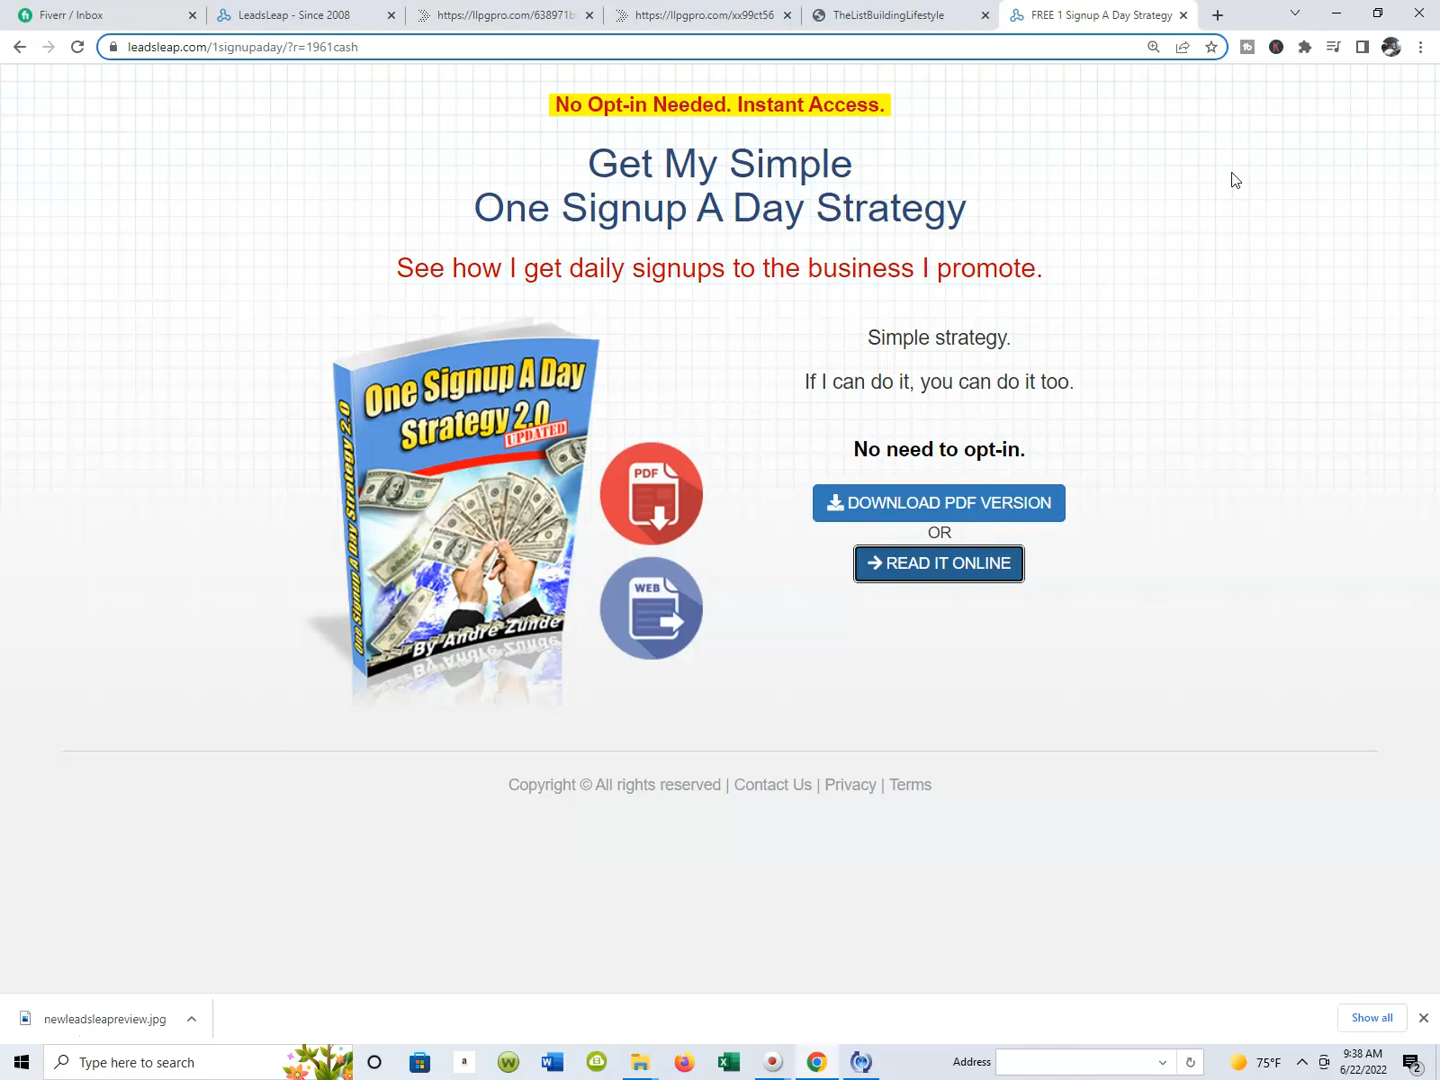 Fiverr / Inbox
LeadsLeap - Since 2008
https://llpgpro.com/638971b
https://llpgpro.com/xx99ct56
TheListBuildingLifestyle
FREE 1 Signup A Day Strategy
leadsleap.com/1signupaday/?r=1961cash
No Opt-in Needed. Instant Access.
Get My Simple
One Signup A Day Strategy
See how I get daily signups to the business I promote.
One Signup A Day
Strategy 2.0
UPDATED
One Signup A Day Strategy 2.0
By Andre Zunde
PDF
WEB
Simple strategy.
If I can do it, you can do it too.
No need to opt-in.
DOWNLOAD PDF VERSION
OR
READ IT ONLINE
Copyright © All rights reserved | Contact Us | Privacy | Terms
newleadsleapreview.jpg
Show all
Type here to search
Address
75°F
9:38 AM
6/22/2022
2